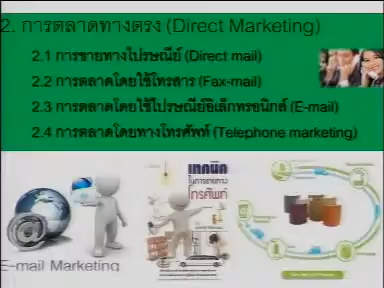 2. การตลาดทางตรง (Direct Marketing)
2.1 การขายทางไปรษณีย์ (Direct mail)
2.2 การตลาดโดยใช้โทรสาร (Fax-mail)
2.3 การตลาดโดยใช้ไปรษณีย์อิเล็กทรอนิกส์ (E-mail)
2.4 การตลาดโดยทางโทรศัพท์ (Telephone marketing)
เทคนิค
ในการขายทาง
โทรศัพท์
E-mail Marketing